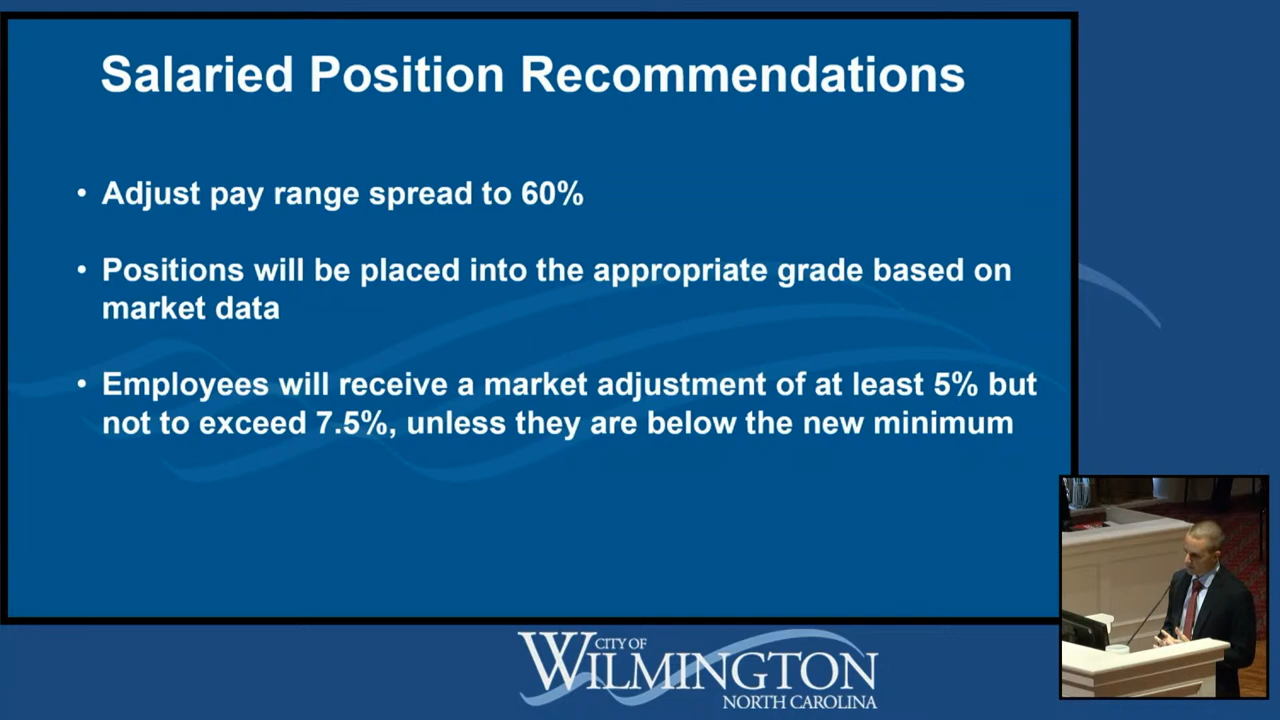 Salaried Position Recommendations
• Adjust pay range spread to 60%
• Positions will be placed into the appropriate grade based on
market data
• Employees will receive a market adjustment of at least 5% but
not to exceed 7.5%, unless they are below the new minimum
CITY OF
WILMINGTON
NORTH CAROLINA